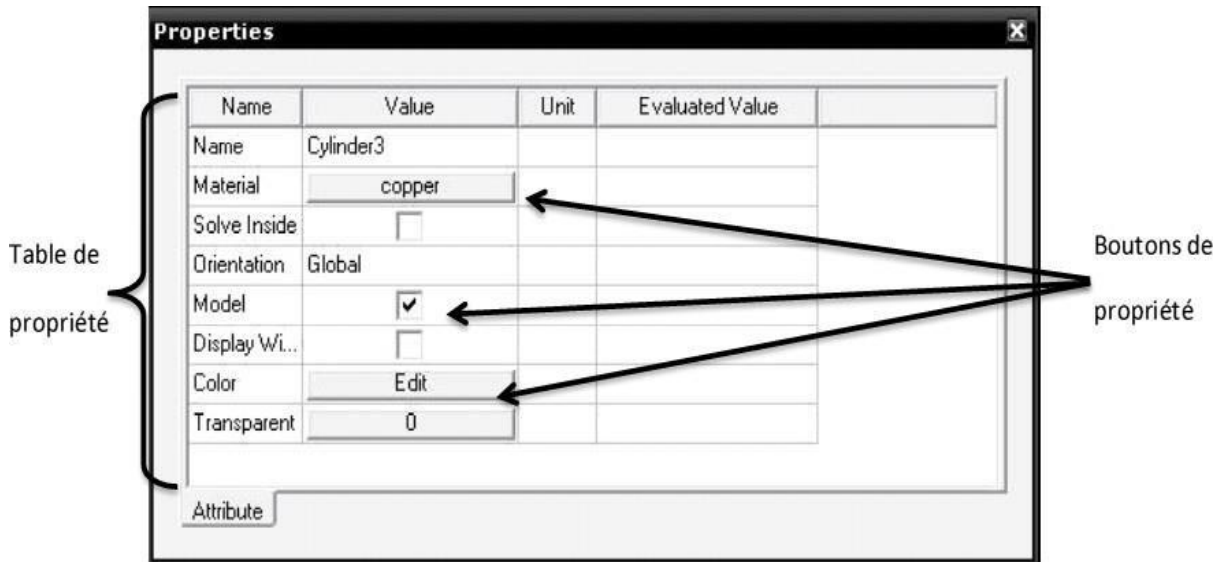 Properties
Name Value Unit Evaluated Value
Name Cylinder3
Material copper
Solve Inside
Orientation Global
Model
Display Wi...
Color Edit
Transparent 0
Attribute
Table de
propriété
Boutons de
propriété